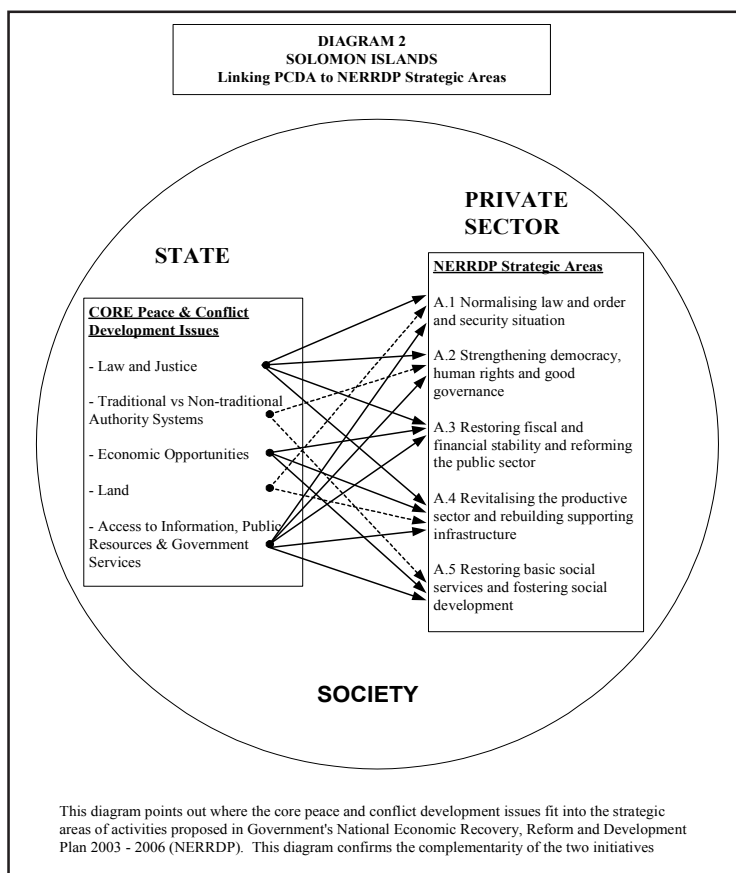 DIAGRAM 2
SOLOMON ISLANDS
Linking PCDA to NERRDP Strategic Areas
STATE
CORE Peace & Conflict
Development Issues
- Law and Justice
- Traditional vs Non-traditional
Authority Systems
- Economic Opportunities
- Land
- Access to Information, Public
Resources & Government
Services
PRIVATE
SECTOR
NERRDP Strategic Areas
A.1 Normalising law and order
and security situation
A.2 Strengthening democracy,
human rights and good
governance
A.3 Restoring fiscal and
financial stability and reforming
the public sector
A.4 Revitalising the productive
sector and rebuilding supporting
infrastructure
A.5 Restoring basic social
services and fostering social
development
SOCIETY
This diagram points out where the core peace and conflict development issues fit into the strategic
areas of activities proposed in Government's National Economic Recovery, Reform and Development
Plan 2003 - 2006 (NERRDP).  This diagram confirms the complementarity of the two initiatives